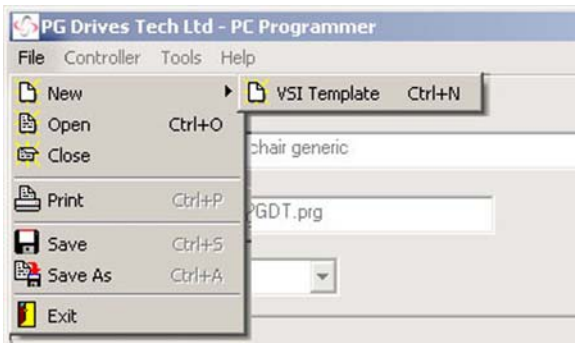 PG Drives Tech Ltd - PC Programmer
File Controller Tools Help
New VSI Template Ctrl+N
Open Ctrl+O
Close
chair generic
Print Ctrl+P
PGDT.prg
Save Ctrl+S
Save As Ctrl+A
Exit